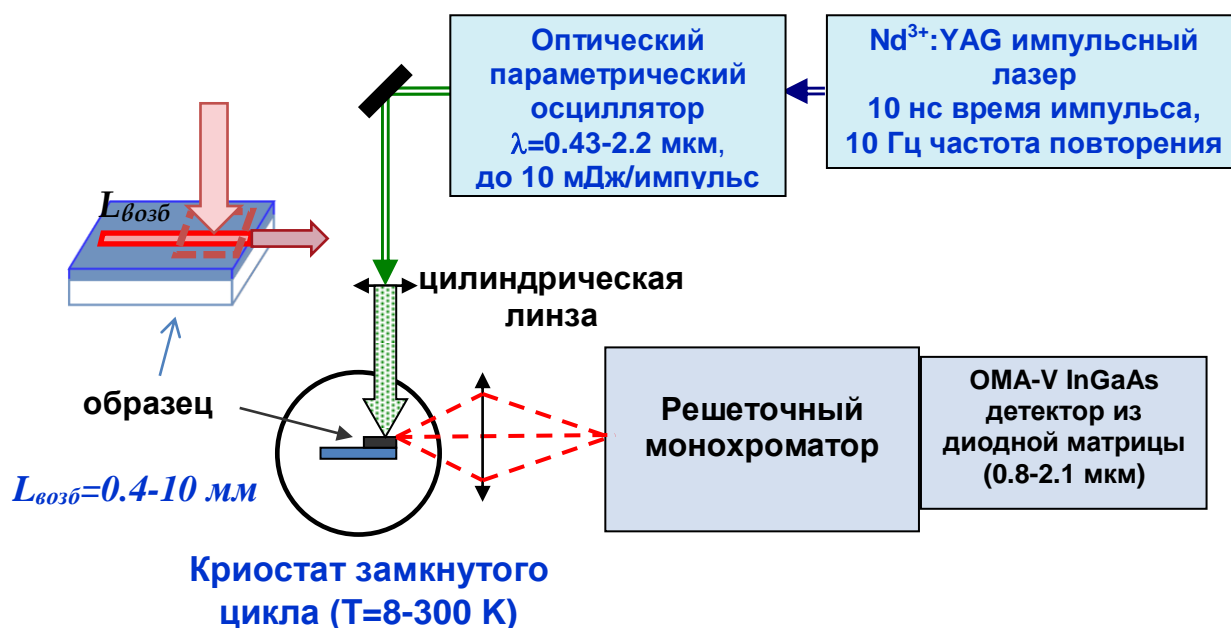 Оптический
параметрический
осциллятор
λ=0.43-2.2 мкм,
до 10 мДж/импульс
Nd³⁺:YAG импульсный
лазер
10 нс время импульса,
10 Гц частота повторения
Lвозб
цилиндрическая
линза
образец
Lвозб=0.4-10 мм
Решеточный
монохроматор
OMA-V InGaAs
детектор из
диодной матрицы
(0.8-2.1 мкм)
Криостат замкнутого
цикла (T=8-300 K)